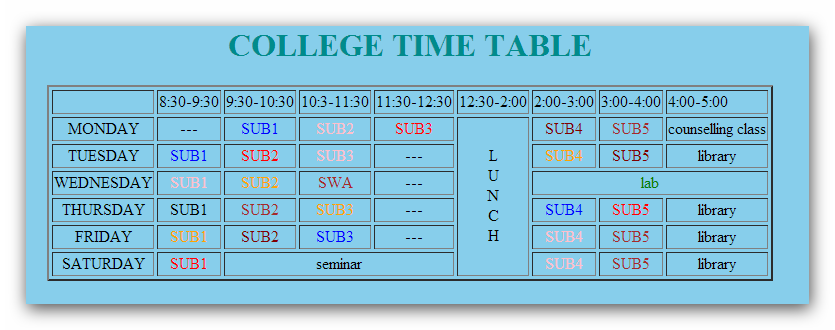 COLLEGE TIME TABLE
8:30-9:30 9:30-10:30 10:3-11:30 11:30-12:30 12:30-2:00 2:00-3:00 3:00-4:00 4:00-5:00
MONDAY --- SUB1 SUB2 SUB3 L U N C H SUB4 SUB5 counselling class
TUESDAY SUB1 SUB2 SUB3 --- SUB4 SUB5 library
WEDNESDAY SUB1 SUB2 SWA --- lab
THURSDAY SUB1 SUB2 SUB3 --- SUB4 SUB5 library
FRIDAY SUB1 SUB2 SUB3 --- SUB4 SUB5 library
SATURDAY SUB1 seminar SUB4 SUB5 library